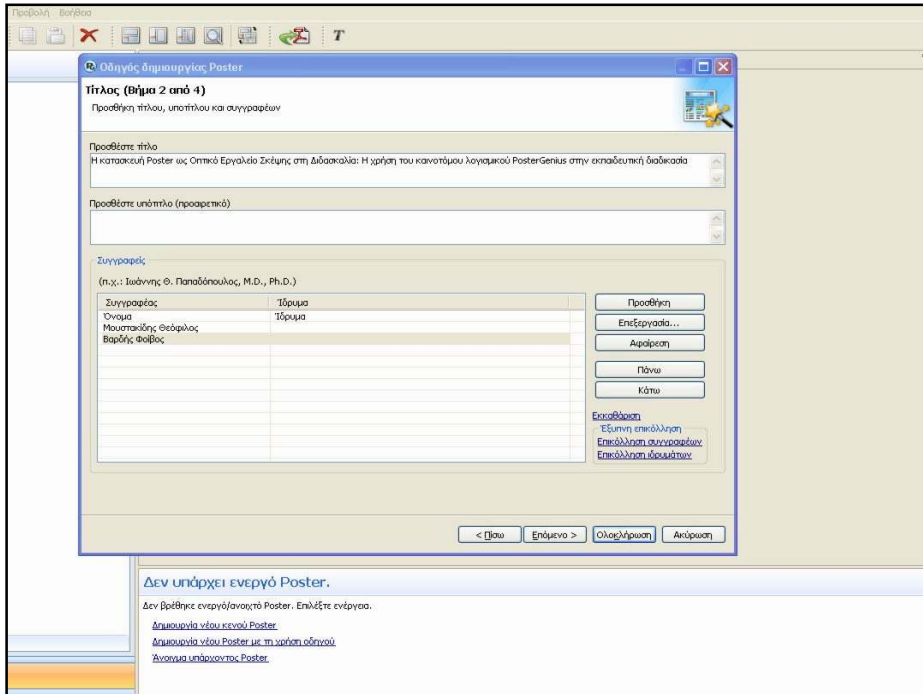 Προβολή Βοήθεια
T
Οδηγός δημιουργίας Poster
Τίτλος (Βήμα 2 από 4)
Προσθήκη τίτλου, υποτίτλου και συγγραφέων
Προσθέστε τίτλο
Η κατασκευή Poster ως Οπτικό Εργαλείο Σκέψης στη Διδασκαλία: Η χρήση του καινοτόμου λογισμικού PosterGenius στην εκπαιδευτική διαδικασία
Προσθέστε υπότιτλο (προαιρετικό)
Συγγραφείς
(π.χ.: Ιωάννης Θ. Παπαδόπουλος, M.D., Ph.D.)
Συγγραφέας Ίδρυμα
Όνομα Ίδρυμα
Μουστακίδης Θεόφιλος
Βαρδής Φοίβος
Προσθήκη
Επεξεργασία...
Αφαίρεση
Πάνω
Κάτω
Εκκαθάριση
Έξυπνη επικόλληση
Επικόλληση συγγραφέων
Επικόλληση ιδρυμάτων
< Πίσω Επόμενο > Ολοκλήρωση Ακύρωση
Δεν υπάρχει ενεργό Poster.
Δεν βρέθηκε ενεργό/ανοιχτό Poster. Επιλέξτε ενέργεια.
Δημιουργία νέου κενού Poster
Δημιουργία νέου Poster με τη χρήση οδηγού
Άνοιγμα υπάρχοντος Poster